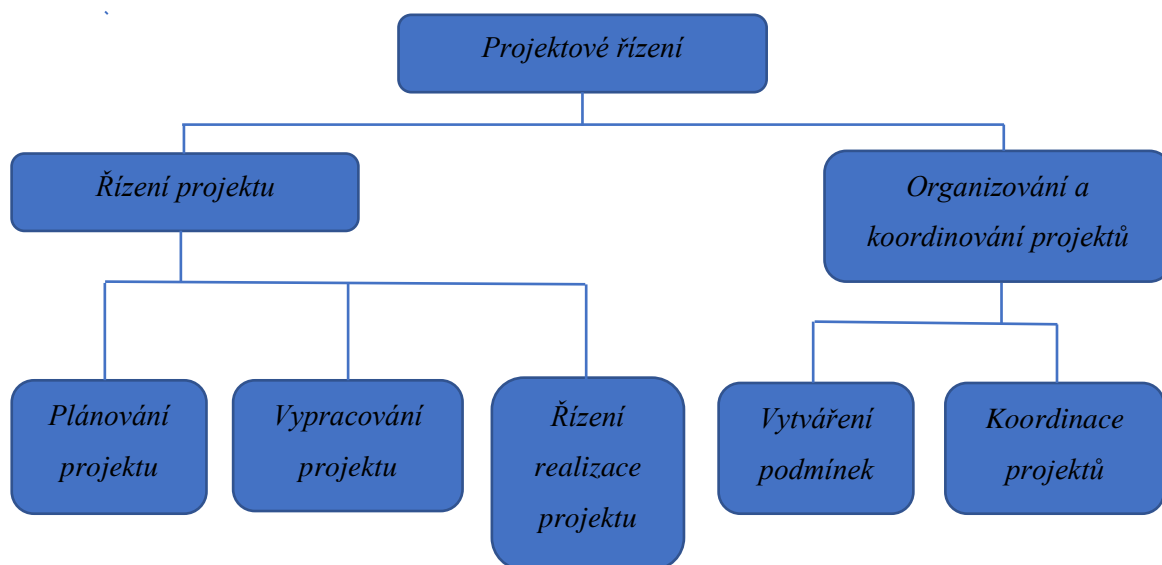 Projektové řízení
Řízení projektu
Organizování a
koordinování projektů
Plánování
projektu
Vypracování
projektu
Řízení
realizace
projektu
Vytváření
podmínek
Koordinace
projektů